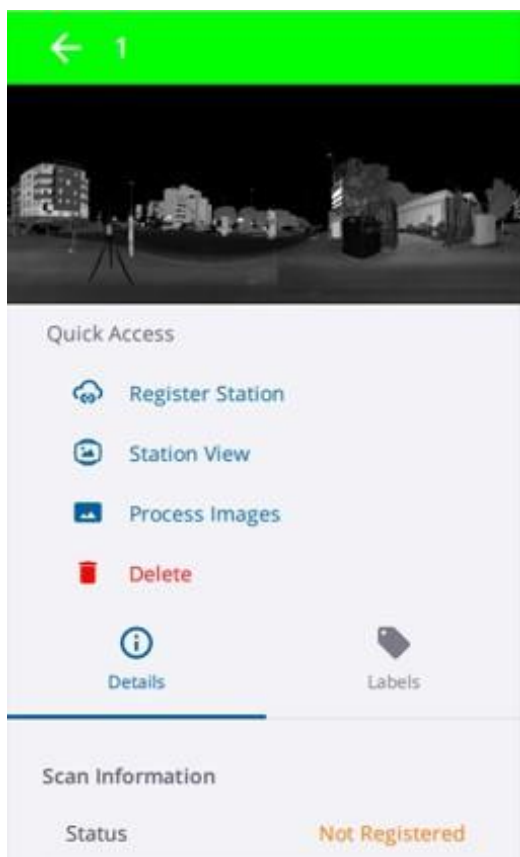 1
Quick Access
Register Station
Station View
Process Images
Delete
Details Labels
Scan Information
Status Not Registered